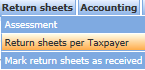 Return sheets Accounting
Assessment
Return sheets per Taxpayer
Mark return sheets as received